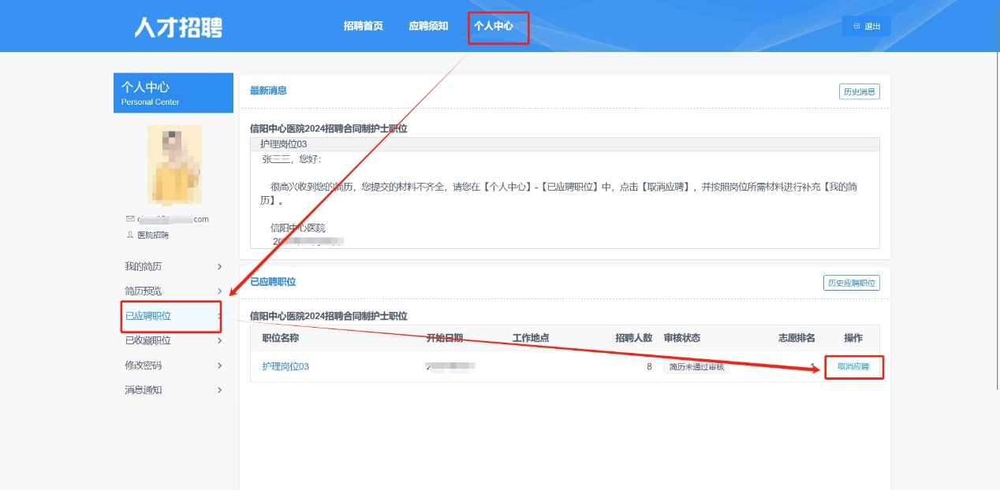 人才招聘
招聘首页 应聘须知 个人中心 退出
个人中心
Personal Center
.com
医院招聘
我的简历
简历预览
已应聘职位
已收藏职位
修改密码
消息通知
最新消息 历史消息
信阳中心医院2024招聘合同制护士职位
护理岗位03
张三三，您好：
很高兴收到您的简历，您提交的材料不齐全，请您在【个人中心】-【已应聘职位】中，点击【取消应聘】，并按照岗位所需材料进行补充【我的简
历】。
信阳中心医院
已应聘职位 历史应聘职位
信阳中心医院2024招聘合同制护士职位
职位名称 开始日期 工作地点 招聘人数 审核状态 志愿排名 操作
护理岗位03 8 简历未通过审核 1 取消应聘